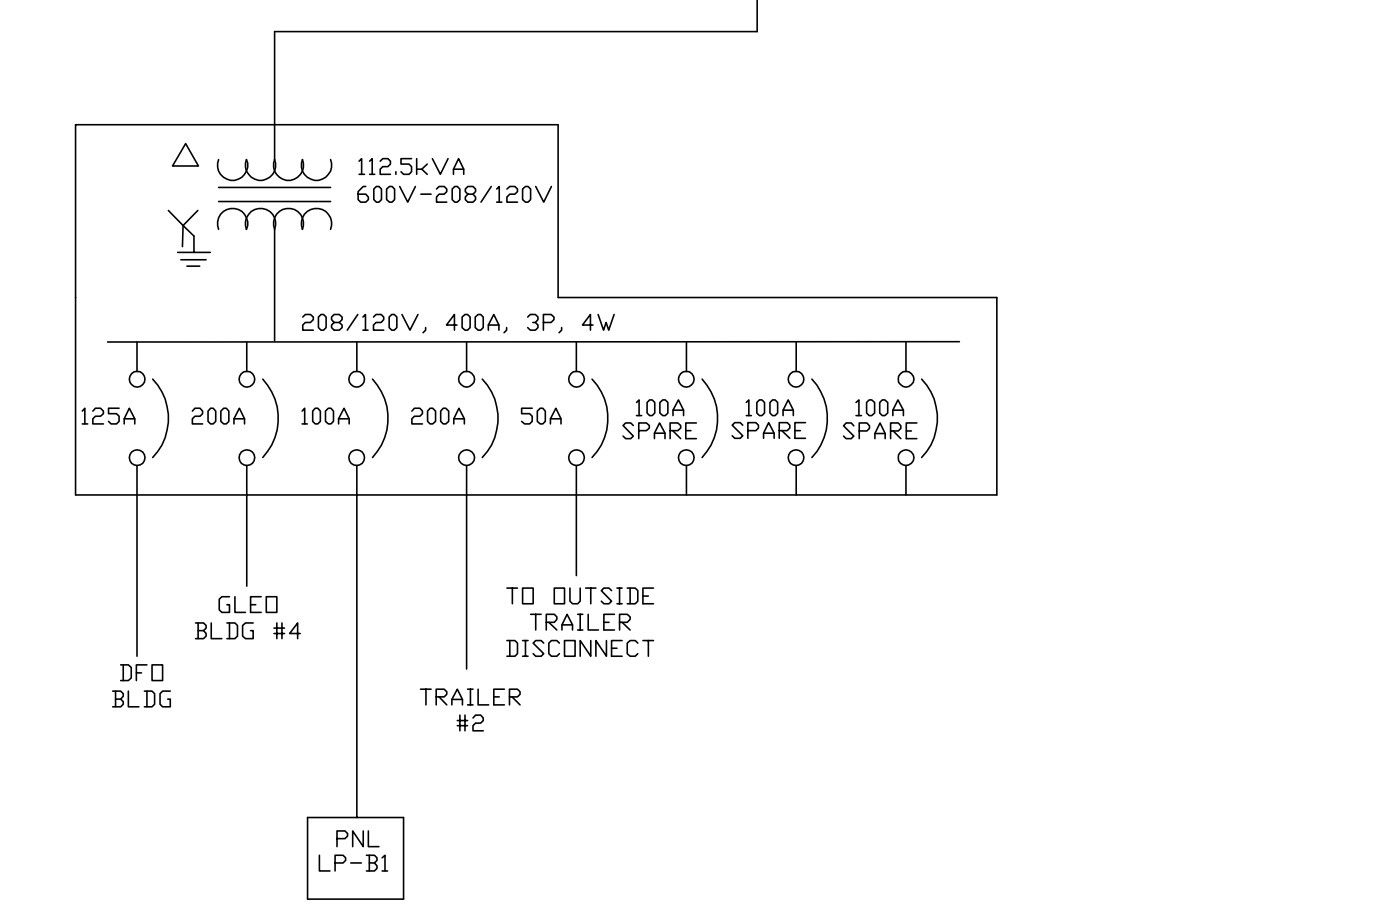 112.5kVA
600V-208/120V
208/120V, 400A, 3P, 4W
125A
200A
100A
200A
50A
100A
SPARE
100A
SPARE
100A
SPARE
GLEO
BLDG #4
TO OUTSIDE
TRAILER
DISCONNECT
DFO
BLDG
TRAILER
#2
PNL
LP-B1